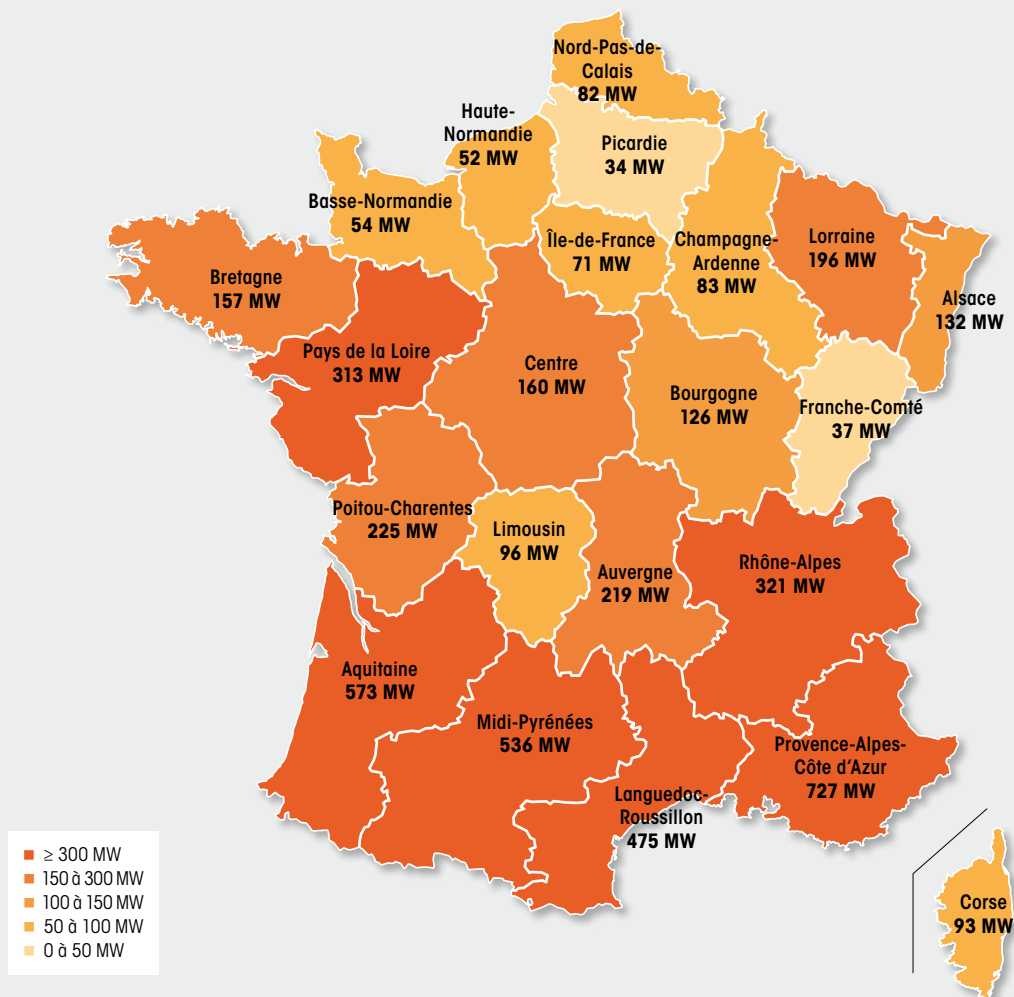 Nord-Pas-de-
Calais
82 MW
Haute-
Normandie
52 MW
Picardie
34 MW
Basse-Normandie
54 MW
Île-de-France
71 MW
Champagne-
Ardenne
83 MW
Lorraine
196 MW
Alsace
132 MW
Bretagne
157 MW
Pays de la Loire
313 MW
Centre
160 MW
Bourgogne
126 MW
Franche-Comté
37 MW
Poitou-Charentes
225 MW
Limousin
96 MW
Auvergne
219 MW
Rhône-Alpes
321 MW
Aquitaine
573 MW
Midi-Pyrénées
536 MW
Languedoc-
Roussillon
475 MW
Provence-Alpes-
Côte d'Azur
727 MW
Corse
93 MW
≥ 300 MW
150 à 300 MW
100 à 150 MW
50 à 100 MW
0 à 50 MW